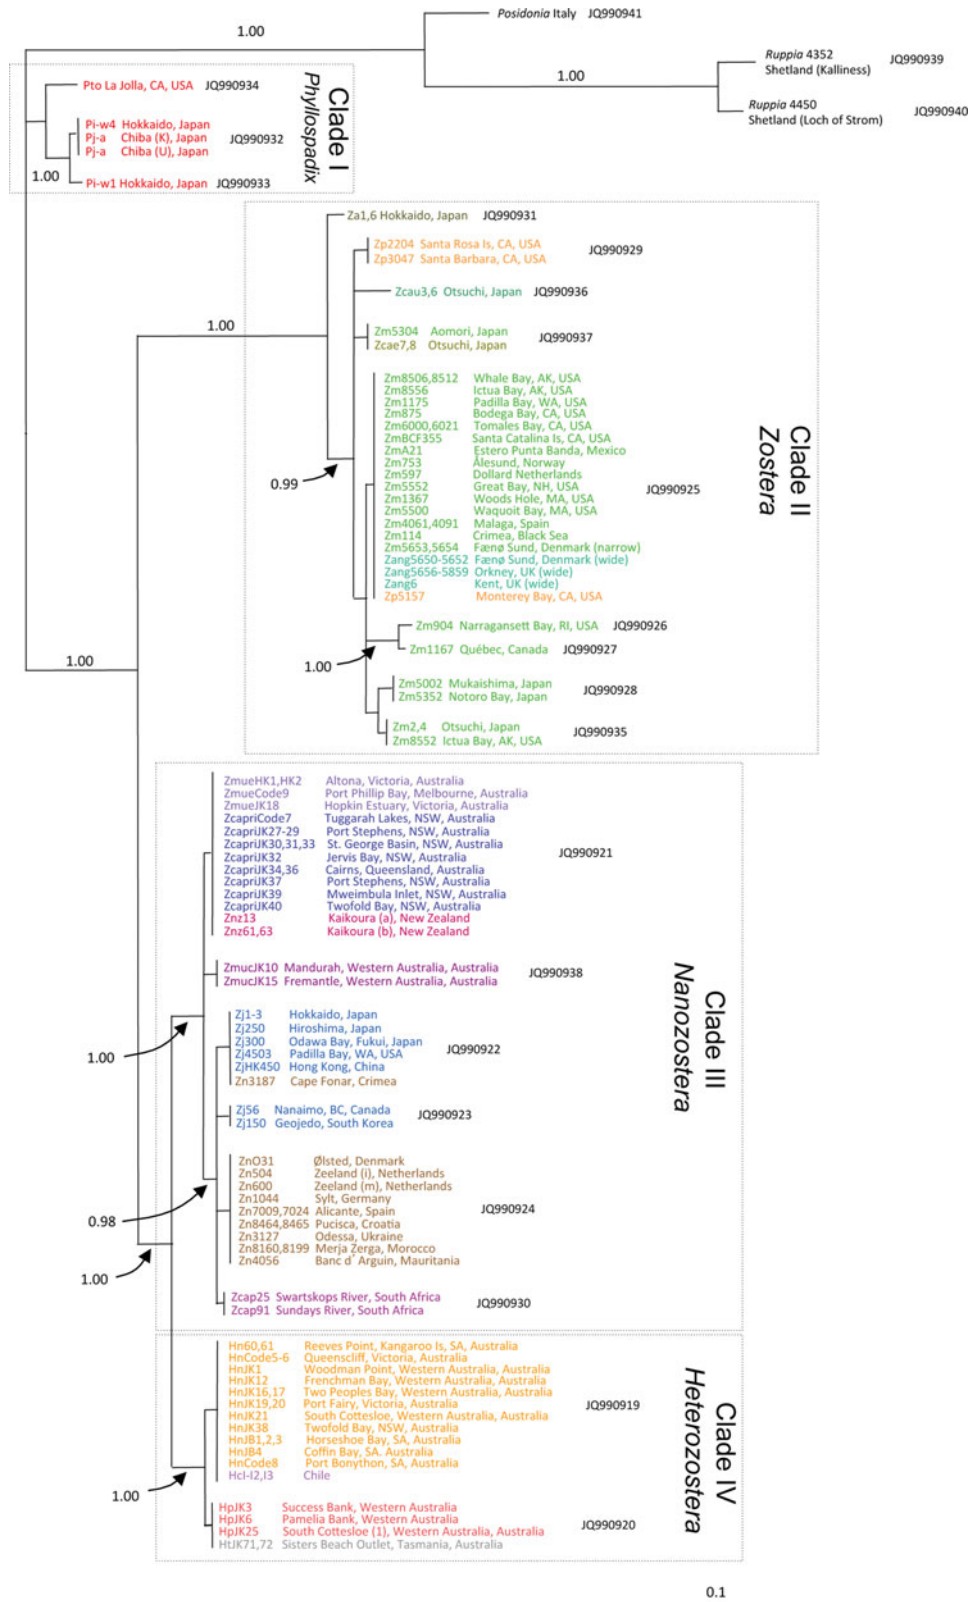 Posidonia Italy JQ990941
1.00
Ruppia 4352
Shetland (Kalliness) JQ990939
1.00
Ruppia 4450
Shetland (Loch of Strom) JQ990940
Clade I
Phyllospadix
Pto La Jolla, CA, USA JQ990934
Pi-w4 Hokkaido, Japan
Pj-a Chiba (K), Japan JQ990932
Pj-a Chiba (U), Japan
1.00
Pi-w1 Hokkaido, Japan JQ990933
Clade II
Zostera
Za1,6 Hokkaido, Japan JQ990931
Zp2204 Santa Rosa Is, CA, USA
Zp3047 Santa Barbara, CA, USA
JQ990929
Zcau3,6 Otsuchi, Japan JQ990936
1.00
Zm5304 Aomori, Japan
Zcae7,8 Otsuchi, Japan
JQ990937
Zm8506,8512 Whale Bay, AK, USA
Zm8556 Ictua Bay, AK, USA
Zm1175 Padilla Bay, WA, USA
Zm875 Bodega Bay, CA, USA
Zm6000,6021 Tomales Bay, CA, USA
ZmBCF355 Santa Catalina Is, CA, USA
ZmA21 Estero Punta Banda, Mexico
Zm753 Ålesund, Norway
Zm597 Dollard Netherlands
Zm5552 Great Bay, NH, USA JQ990925
Zm1367 Woods Hole, MA, USA
Zm5500 Waquoit Bay, MA, USA
Zm4061,4091 Malaga, Spain
Zm114 Crimea, Black Sea
Zm5653,5654 Fænø Sund, Denmark (narrow)
Zang5650-5652 Fænø Sund, Denmark (wide)
Zang5656-5859 Orkney, UK (wide)
Zang6 Kent, UK (wide)
Zp5157 Monterey Bay, CA, USA
0.99
Zm904 Narragansett Bay, RI, USA JQ990926
Zm1167 Québec, Canada JQ990927
1.00
Zm5002 Mukaishima, Japan
Zm5352 Notoro Bay, Japan
JQ990928
Zm2,4 Otsuchi, Japan
Zm8552 Ictua Bay, AK, USA
JQ990935
1.00
Clade III
Nanozostera
ZmueHK1,HK2 Altona, Victoria, Australia
ZmueCode9 Port Phillip Bay, Melbourne, Australia
ZmueJK18 Hopkin Estuary, Victoria, Australia
ZcapriCode7 Tuggarah Lakes, NSW, Australia
ZcapriJK27-29 Port Stephens, NSW, Australia
ZcapriJK30,31,33 St. George Basin, NSW, Australia
ZcapriJK32 Jervis Bay, NSW, Australia JQ990921
ZcapriJK34,36 Cairns, Queensland, Australia
ZcapriJK37 Port Stephens, NSW, Australia
ZcapriJK39 Mweimbula Inlet, NSW, Australia
ZcapriJK40 Twofold Bay, NSW, Australia
Znz13 Kaikoura (a), New Zealand
Znz61,63 Kaikoura (b), New Zealand
ZmucJK10 Mandurah, Western Australia, Australia
ZmucJK15 Fremantle, Western Australia, Australia
JQ990938
1.00
Zj1-3 Hokkaido, Japan
Zj250 Hiroshima, Japan
Zj300 Odawa Bay, Fukui, Japan
Zj4503 Padilla Bay, WA, USA JQ990922
ZjHK450 Hong Kong, China
Zn3187 Cape Fonar, Crimea
Zj56 Nanaimo, BC, Canada
Zj150 Geojedo, South Korea
JQ990923
ZnO31 Ølsted, Denmark
Zn504 Zeeland (i), Netherlands
Zn600 Zeeland (m), Netherlands
Zn1044 Sylt, Germany
Zn7009,7024 Alicante, Spain JQ990924
Zn8464,8465 Pucisca, Croatia
Zn3127 Odessa, Ukraine
Zn8160,8199 Merja Zerga, Morocco
Zn4056 Banc d´ Arguin, Mauritania
0.98
1.00
Zcap25 Swartskops River, South Africa
Zcap91 Sundays River, South Africa
JQ990930
Clade IV
Heterozostera
Hn60,61 Reeves Point, Kangaroo Is, SA, Australia
HnCode5-6 Queenscliff, Victoria, Australia
HnJK1 Woodman Point, Western Australia, Australia
HnJK12 Frenchman Bay, Western Australia, Australia
HnJK16,17 Two Peoples Bay, Western Australia, Australia
HnJK19,20 Port Fairy, Victoria, Australia JQ990919
HnJK21 South Cottesloe, Western Australia, Australia
HnJK38 Twofold Bay, NSW, Australia
HnJB1,2,3 Horseshoe Bay, SA, Australia
HnJB4 Coffin Bay, SA. Australia
HnCode8 Port Bonython, SA, Australia
Hcl-I2,I3 Chile
1.00
HpJK3 Success Bank, Western Australia
HpJK6 Pamelia Bank, Western Australia
HpJK25 South Cottesloe (1), Western Australia, Australia JQ990920
HtJK71,72 Sisters Beach Outlet, Tasmania, Australia
0.1